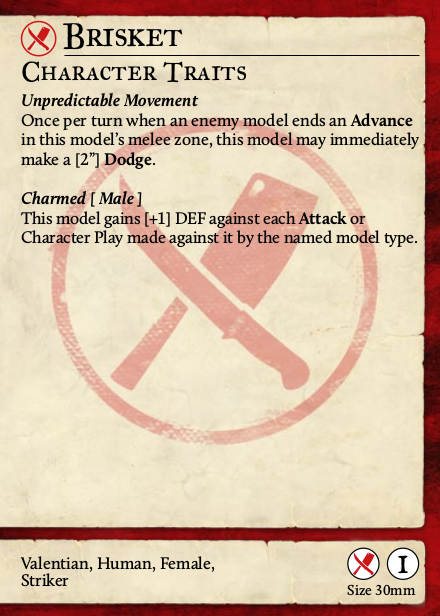 Brisket
Character Traits
Unpredictable Movement
Once per turn when an enemy model ends an Advance
in this model's melee zone, this model may immediately
make a [2”] Dodge.
Charmed [ Male ]
This model gains [+1] DEF against each Attack or
Character Play made against it by the named model type.
Valentian, Human, Female,
Striker
1
Size 30mm